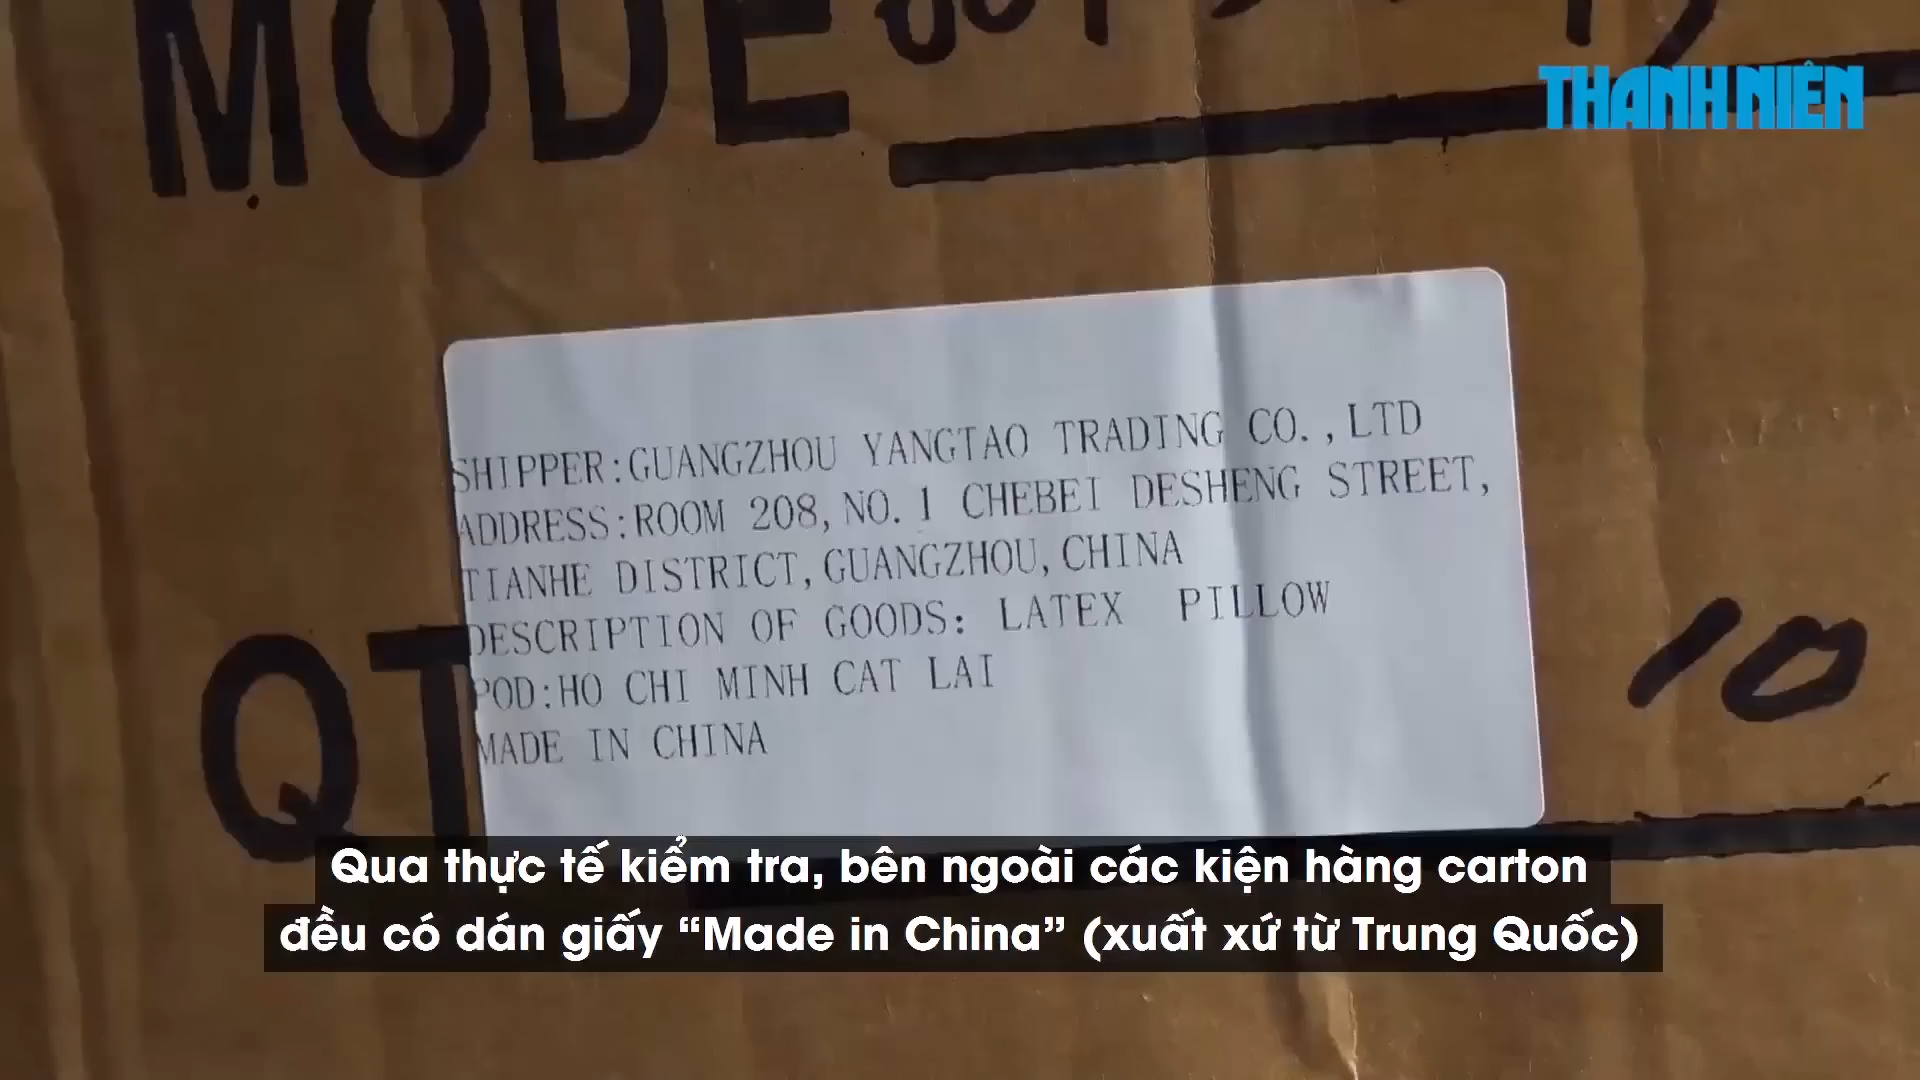 MODE
THANH NIÊN
SHIPPER:GUANGZHOU YANGTAO TRADING CO.,LTD
ADDRESS:ROOM 208,NO.1 CHEBEI DESHENG STREET,
TIANHE DISTRICT,GUANGZHOU,CHINA
DESCRIPTION OF GOODS: LATEX PILLOW
POD:HO CHI MINH CAT LAI
MADE IN CHINA
QT
10
Qua thực tế kiểm tra, bên ngoài các kiện hàng carton
đều có dán giấy “Made in China” (xuất xứ từ Trung Quốc)